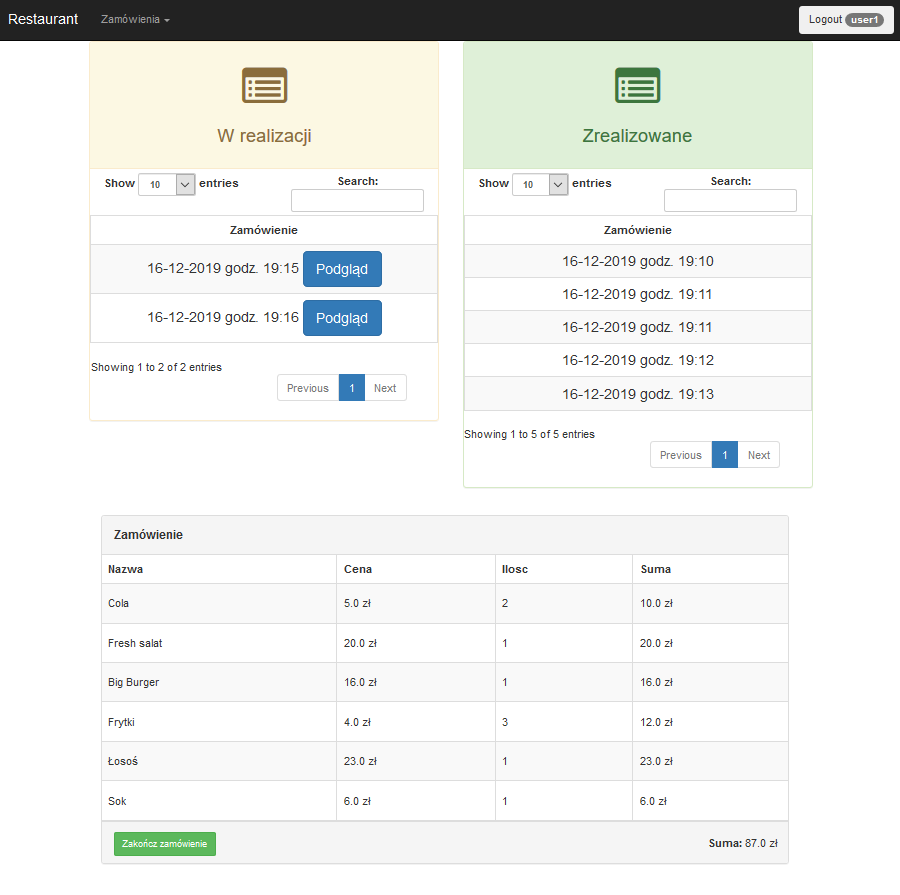 Restaurant Zamówienia Logout user1
W realizacji
Show 10 entries Search:
Zamówienie
16-12-2019 godz. 19:15 Podgląd
16-12-2019 godz. 19:16 Podgląd
Showing 1 to 2 of 2 entries
Previous 1 Next
Zrealizowane
Show 10 entries Search:
Zamówienie
16-12-2019 godz. 19:10
16-12-2019 godz. 19:11
16-12-2019 godz. 19:11
16-12-2019 godz. 19:12
16-12-2019 godz. 19:13
Showing 1 to 5 of 5 entries
Previous 1 Next
Zamówienie
Nazwa Cena Ilosc Suma
Cola 5.0 zł 2 10.0 zł
Fresh salat 20.0 zł 1 20.0 zł
Big Burger 16.0 zł 1 16.0 zł
Frytki 4.0 zł 3 12.0 zł
Łosoś 23.0 zł 1 23.0 zł
Sok 6.0 zł 1 6.0 zł
Zakończ zamówienie Suma: 87.0 zł